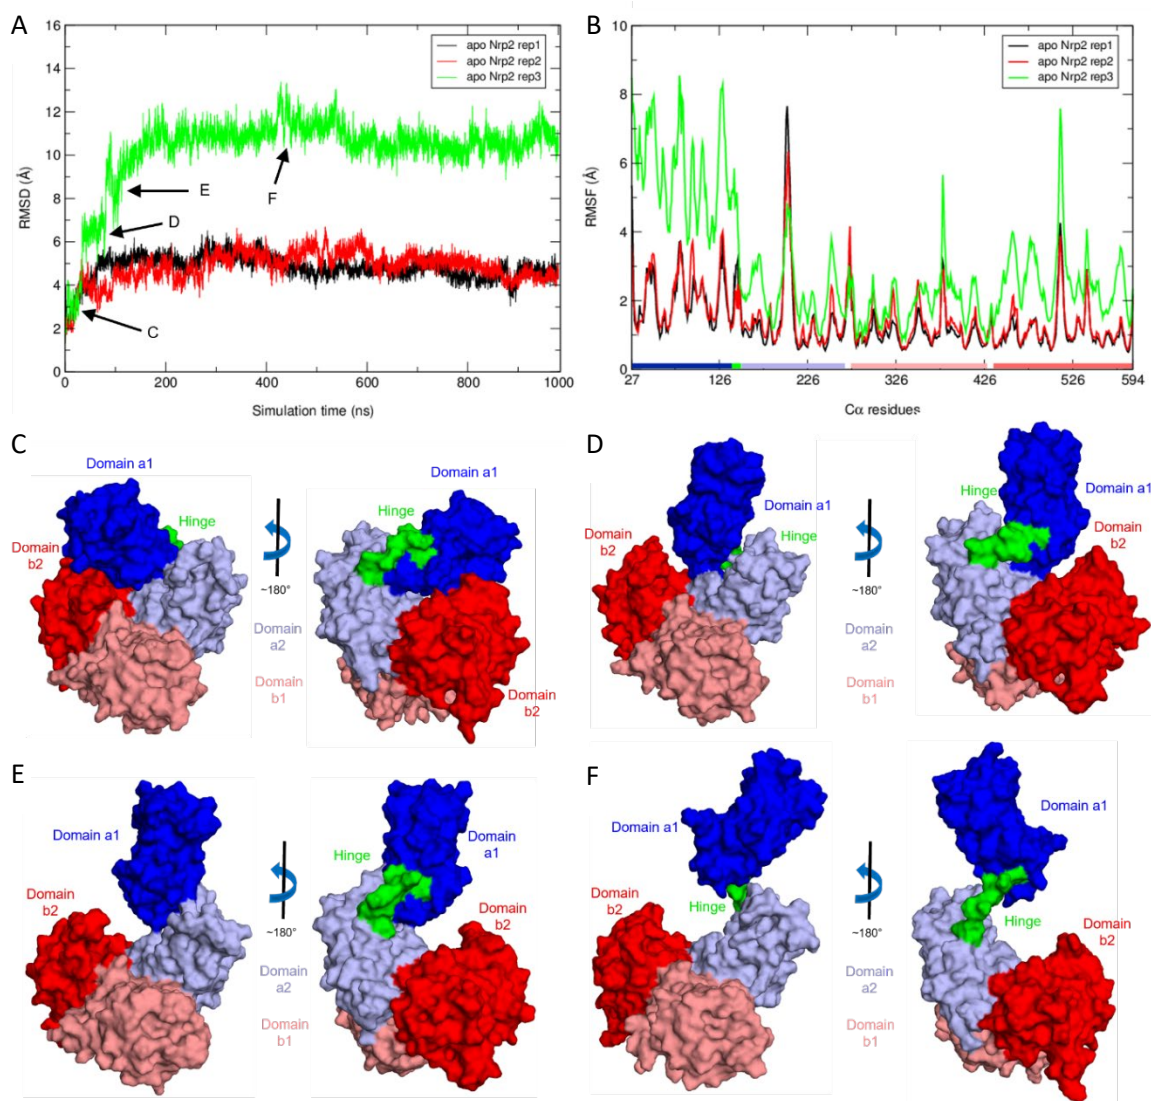 A
RMSD (Å)
16
14
12
10
8
6
4
2
0
apo Nrp2 rep1
apo Nrp2 rep2
apo Nrp2 rep3
E
F
D
C
0
200
400
600
800
1000
Simulation time (ns)
B
RMSF (Å)
10
8
6
4
2
0
apo Nrp2 rep1
apo Nrp2 rep2
apo Nrp2 rep3
27
126
226
326
426
526
594
Cα residues
C
Domain a1
Hinge
Domain
b2
~180°
Domain
a2
Domain
b1
Domain a1
Hinge
Domain
b2
D
Domain a1
Domain
b2
Hinge
~180°
Domain
a2
Domain
b1
Hinge
Domain a1
Domain
b2
E
Domain a1
Domain
b2
~180°
Domain
a2
Domain
b1
Hinge
Domain
a1
Domain
b2
F
Domain a1
Domain
b2
Hinge
~180°
Domain
a2
Domain
b1
Domain a1
Hinge
Domain
b2